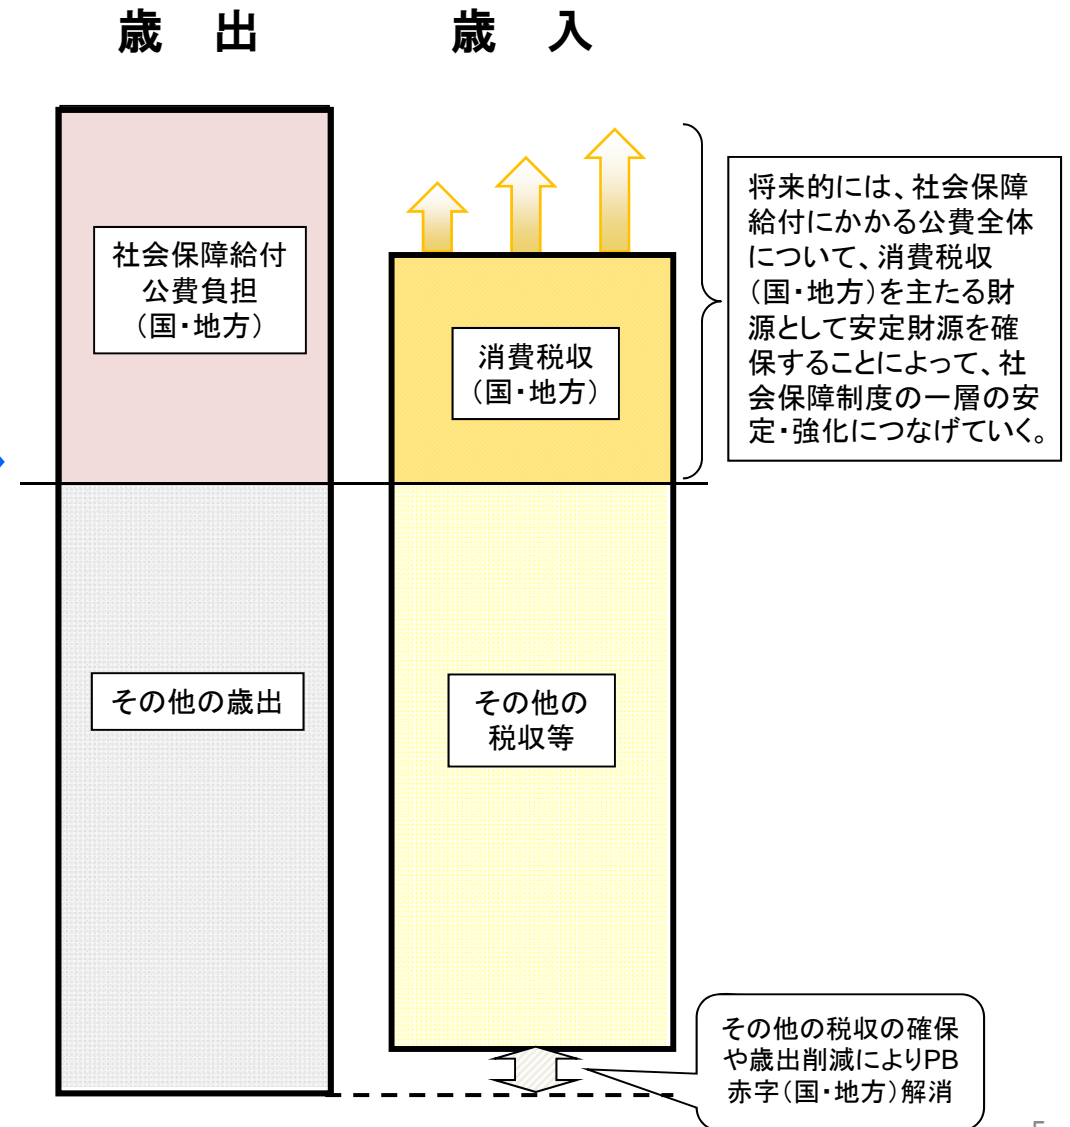 歳 出
歳 入
社会保障給付
公費負担
（国・地方）
消費税収
（国・地方）
将来的には、社会保障
給付にかかる公費全体
について、消費税収
（国・地方）を主たる財
源として安定財源を確
保することによって、社
会保障制度の一層の安
定・強化につなげていく。
その他の歳出
その他の
税収等
その他の税収の確保
や歳出削減によりPB
赤字（国・地方）解消